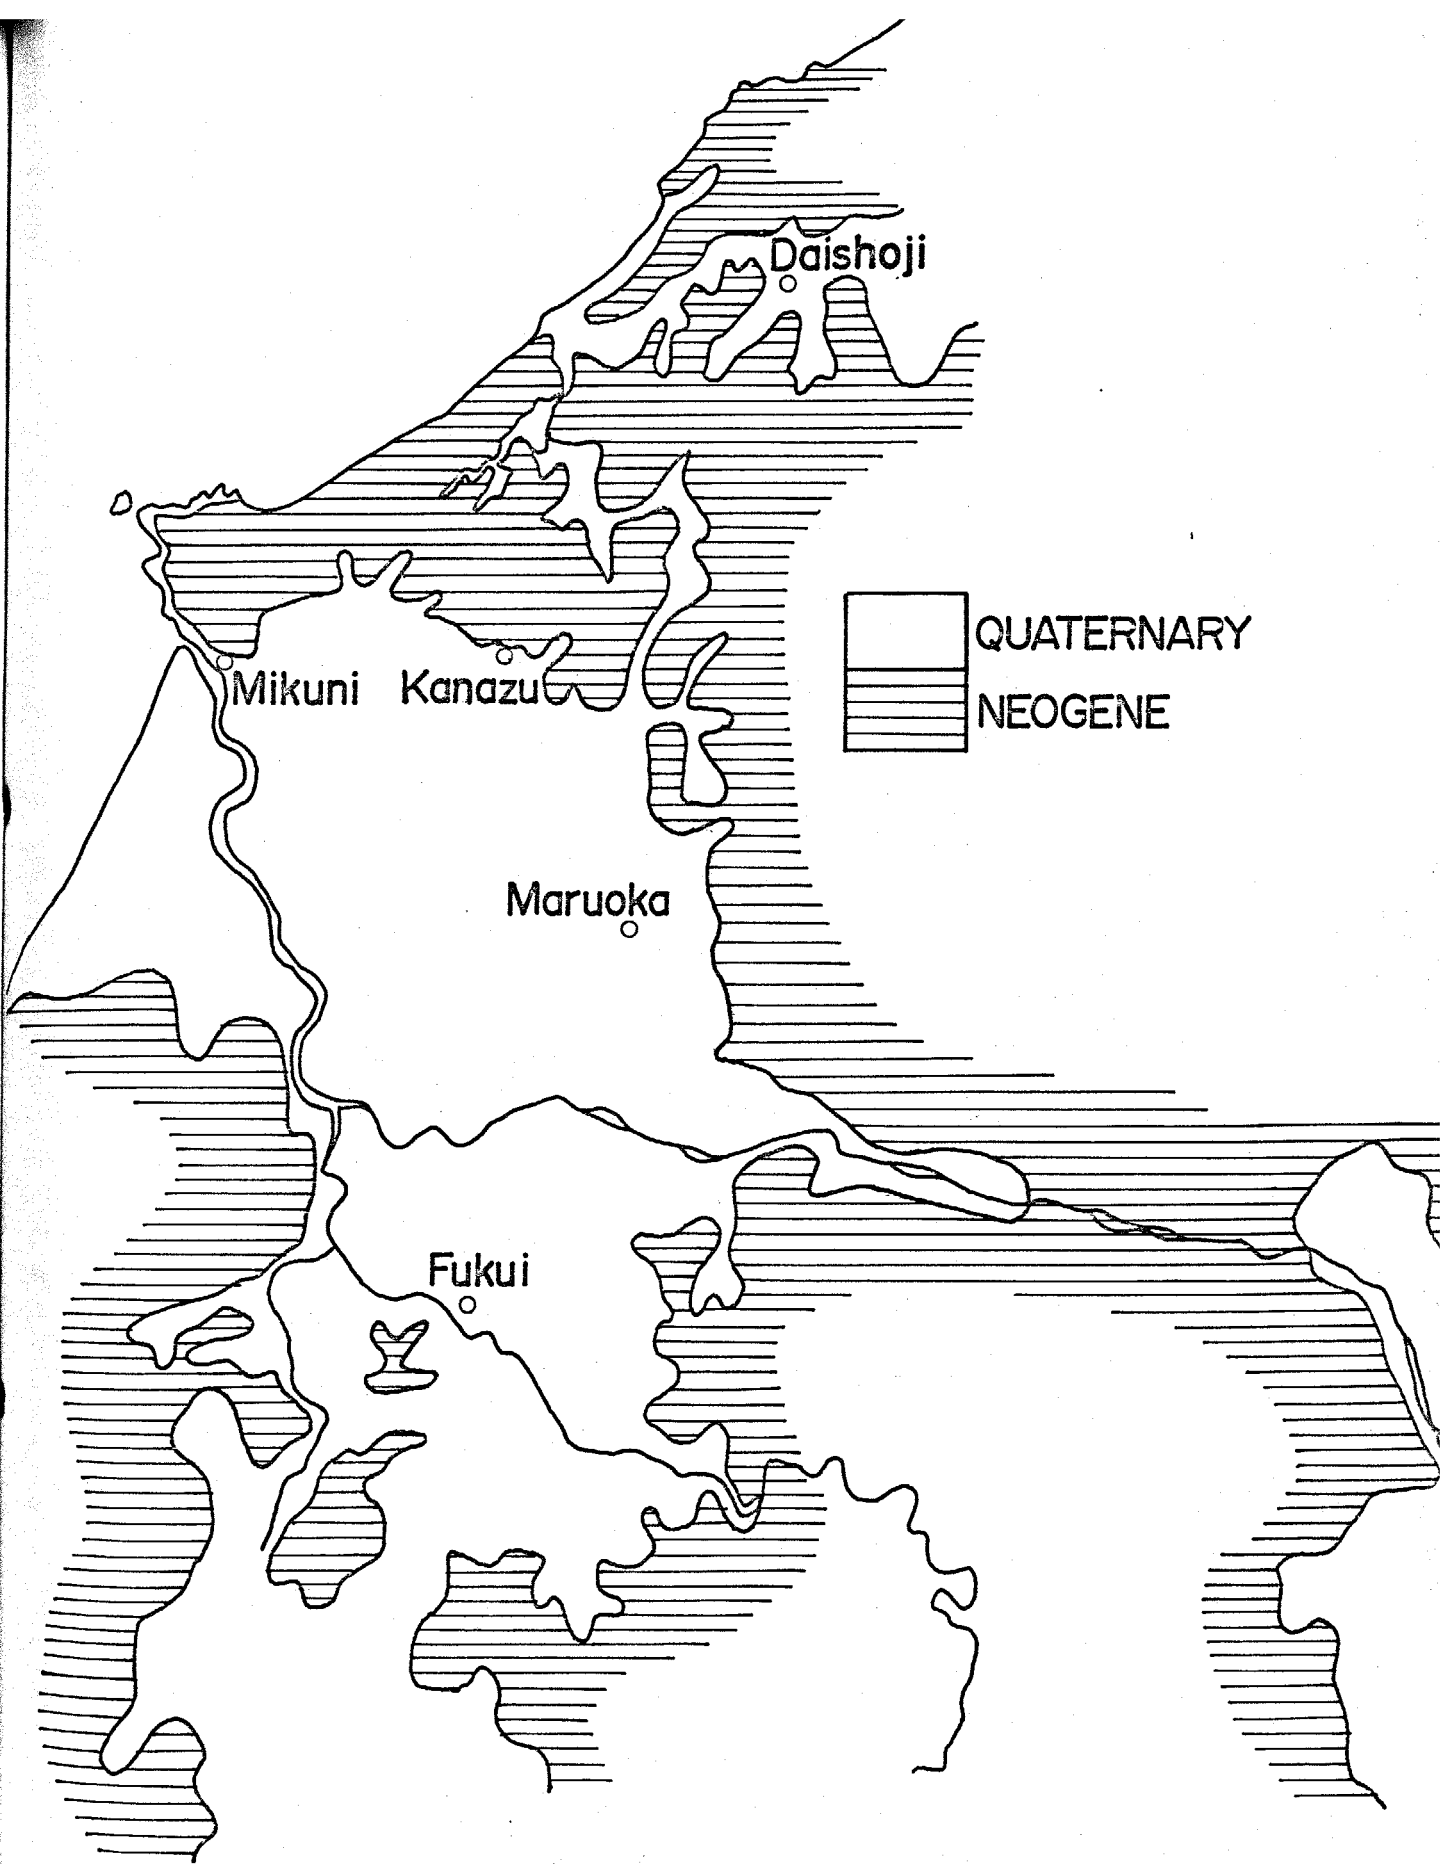 Daishoji
QUATERNARY
Mikuni
Kanazu
NEOGENE
Maruoka
Fukui